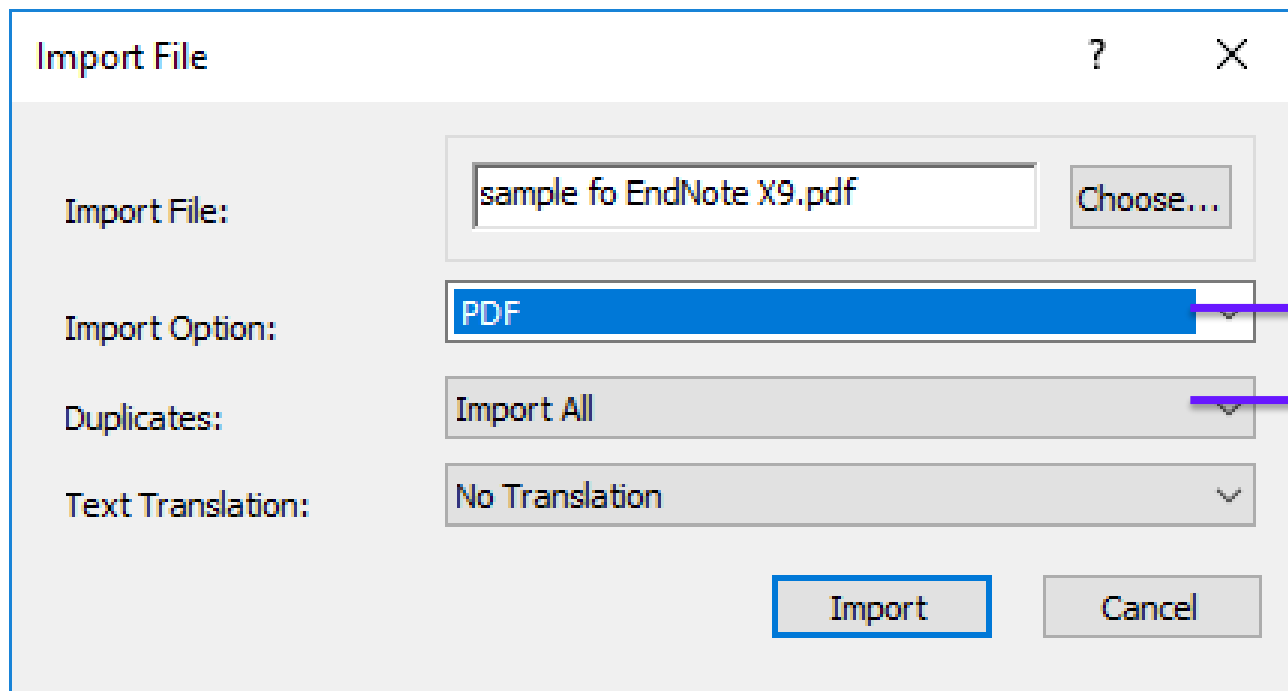 Import File ?
Import File: sample fo EndNote X9.pdf Choose...
Import Option: PDF
Duplicates: Import All
Text Translation: No Translation
Import Cancel